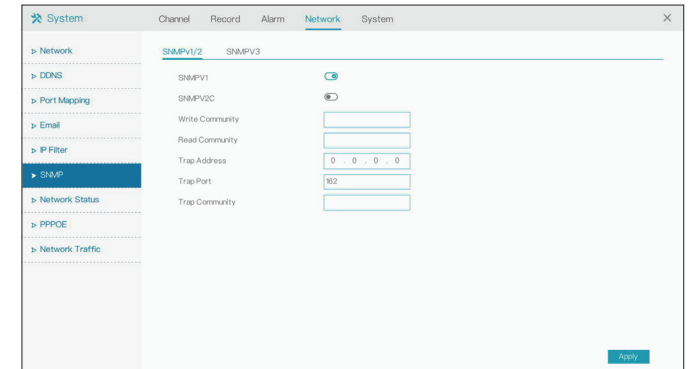 System
Channel Record Alarm Network System
Network
DDNS
Port Mapping
Email
IP Filter
SNMP
Network Status
PPPOE
Network Traffic
SNMPv1/2 SNMPV3
SNMPV1
SNMPV2C
Write Community
Read Community
Trap Address 0 . 0 . 0 . 0
Trap Port 162
Trap Community
Apply